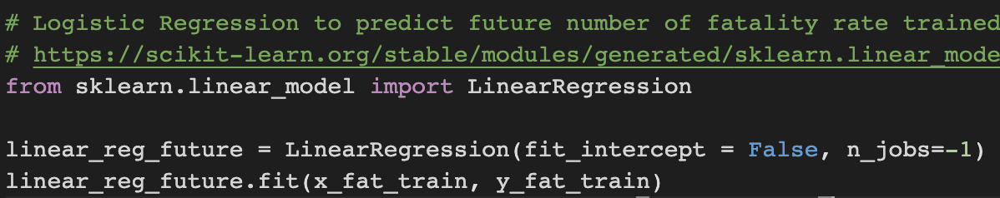 # Logistic Regression to predict future number of fatality rate trained
# https://scikit-learn.org/stable/modules/generated/sklearn.linear_mode
from sklearn.linear_model import LinearRegression
linear_reg_future = LinearRegression(fit_intercept = False, n_jobs=-1)
linear_reg_future.fit(x_fat_train, y_fat_train)